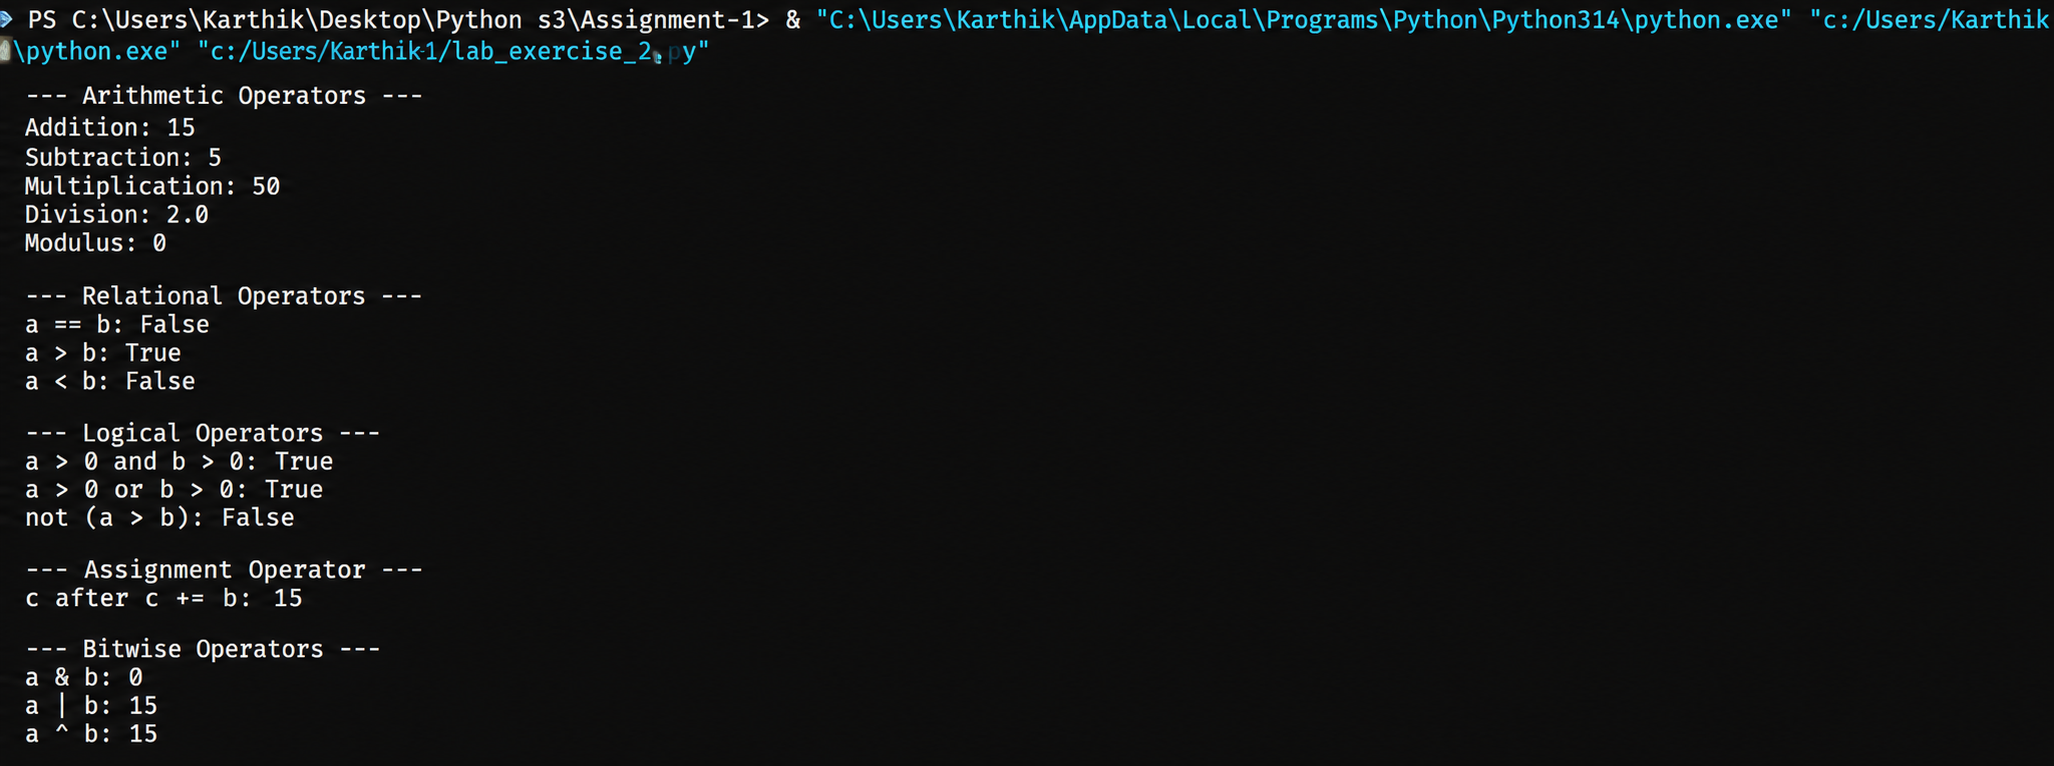 PS C:\Users\Karthik\Desktop\Python s3\Assignment-1> & "C:\Users\Karthik\AppData\Local\Programs\Python\Python314\python.exe" "c:/Users/Karthik
\python.exe" "c:/Users/Karthik1/lab_exercise_2.py"
--- Arithmetic Operators ---
Addition: 15
Subtraction: 5
Multiplication: 50
Division: 2.0
Modulus: 0
--- Relational Operators ---
a == b: False
a > b: True
a < b: False
--- Logical Operators ---
a > 0 and b > 0: True
a > 0 or b > 0: True
not (a > b): False
--- Assignment Operator ---
c after c += b: 15
--- Bitwise Operators ---
a & b: 0
a | b: 15
a ^ b: 15